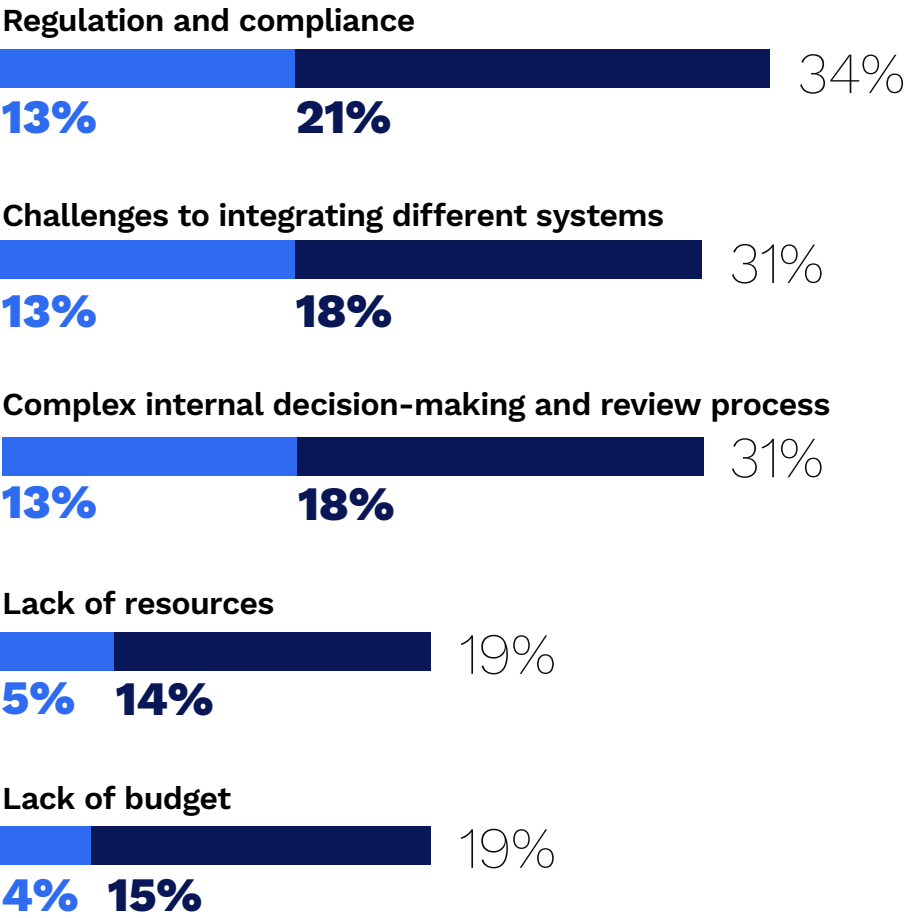 Regulation and compliance
34%
13% 21%
Challenges to integrating different systems
31%
13% 18%
Complex internal decision-making and review process
31%
13% 18%
Lack of resources
19%
5% 14%
Lack of budget
19%
4% 15%